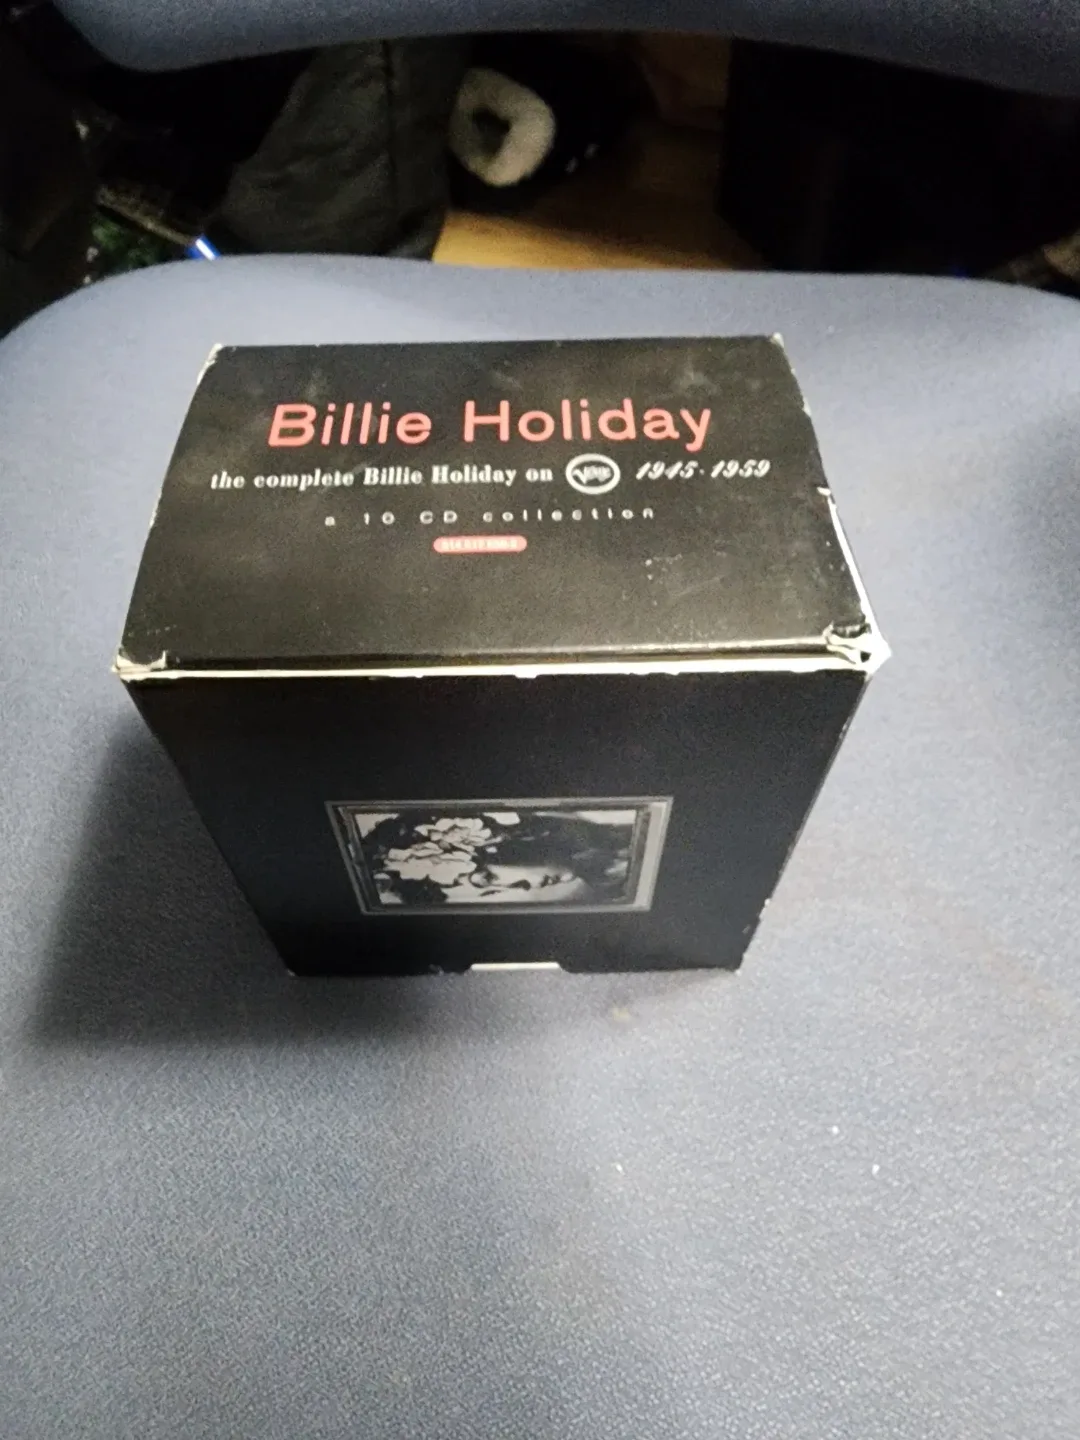 Billie Holiday
the complete Billie Holiday on Verve 1945-1959
a 10 CD collection